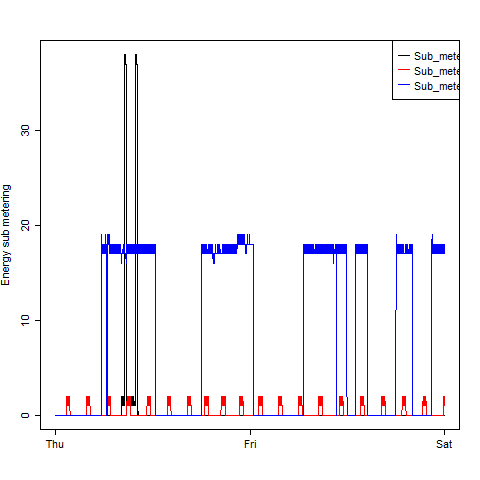 Sub_mete
Sub_mete
Sub_mete
Energy sub metering
30
20
10
0
Thu Fri Sat